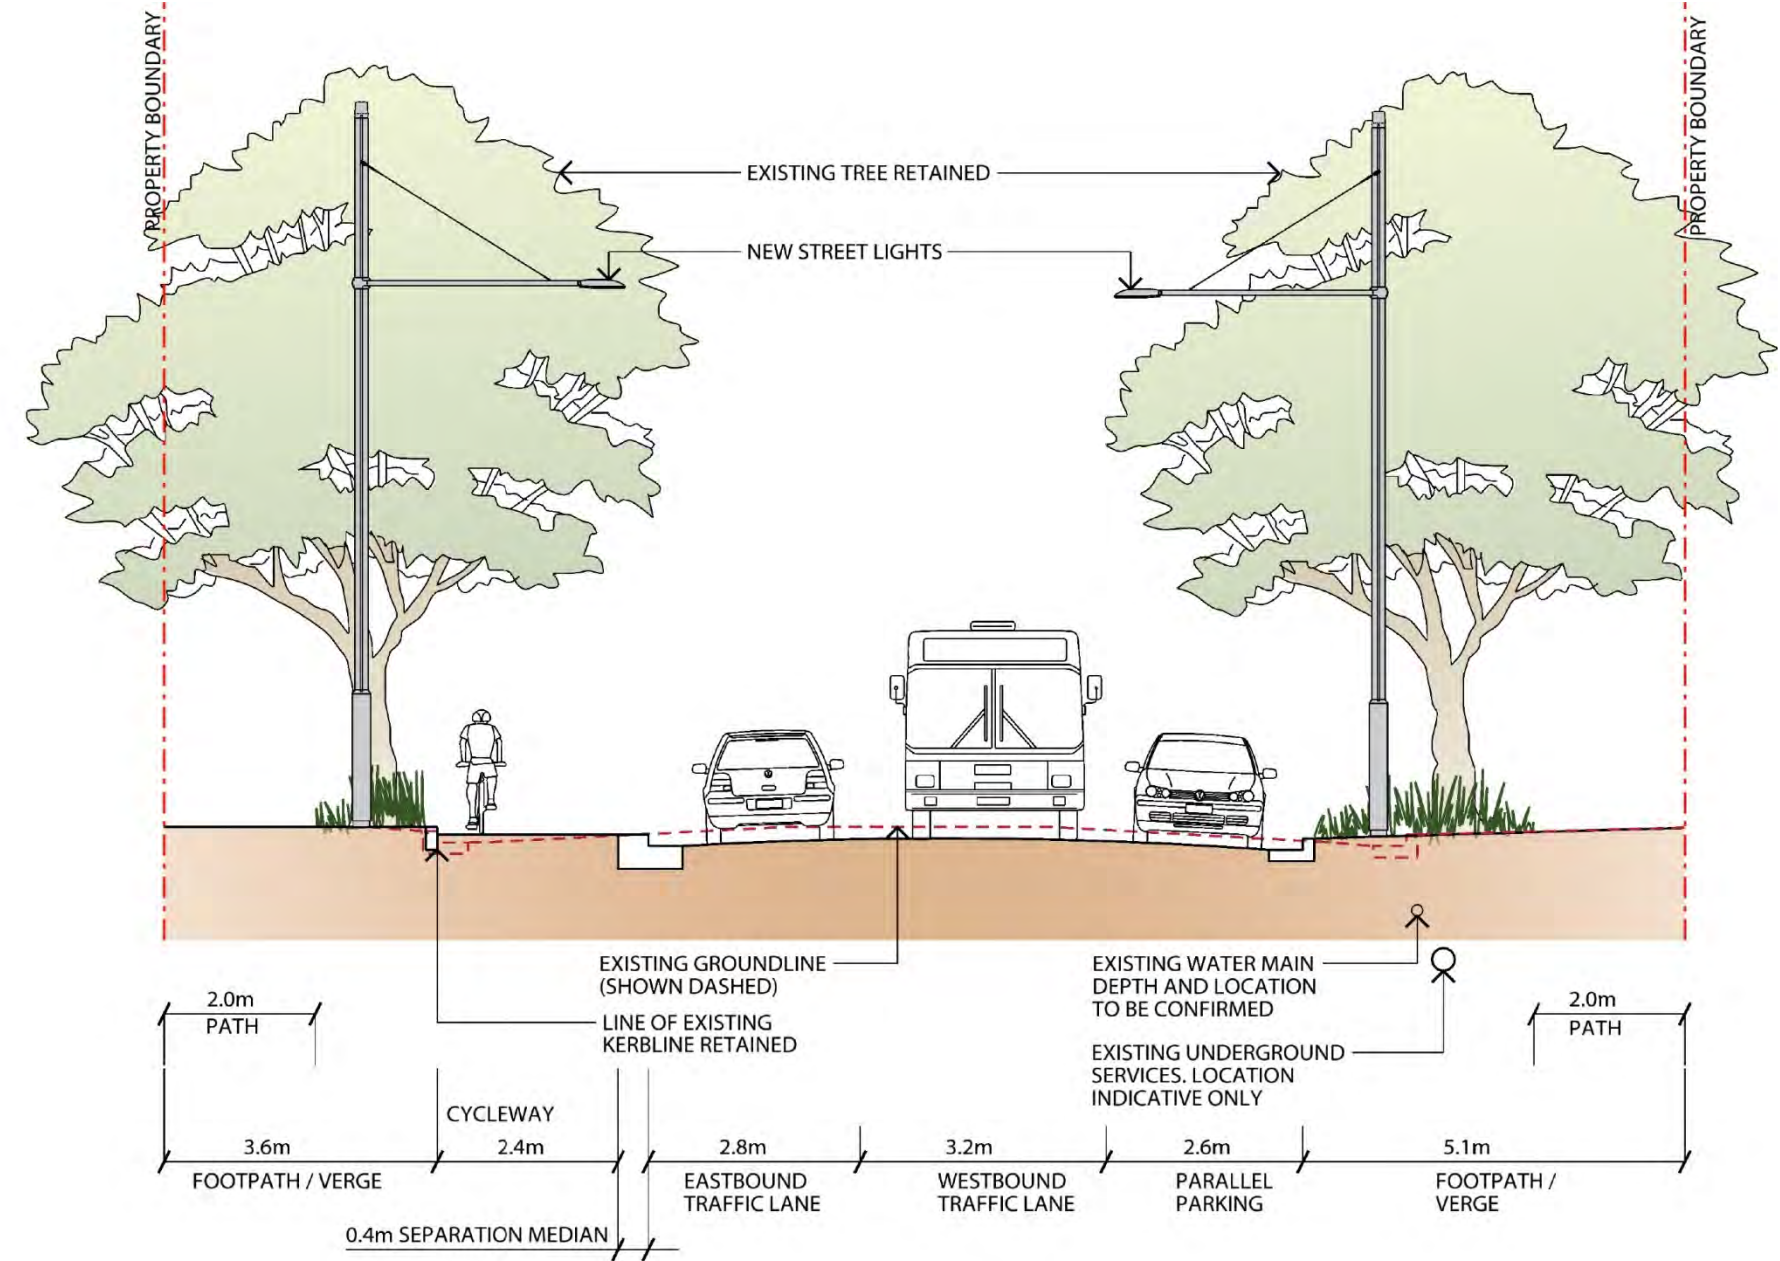 PROPERTY BOUNDARY
PROPERTY BOUNDARY
EXISTING TREE RETAINED
NEW STREET LIGHTS
EXISTING GROUNDLINE
(SHOWN DASHED)
LINE OF EXISTING
KERBLINE RETAINED
EXISTING WATER MAIN
DEPTH AND LOCATION
TO BE CONFIRMED
EXISTING UNDERGROUND
SERVICES. LOCATION
INDICATIVE ONLY
2.0m
PATH
2.0m
PATH
CYCLEWAY
3.6m
FOOTPATH / VERGE
2.4m
2.8m
EASTBOUND
TRAFFIC LANE
3.2m
WESTBOUND
TRAFFIC LANE
2.6m
PARALLEL
PARKING
5.1m
FOOTPATH /
VERGE
0.4m SEPARATION MEDIAN